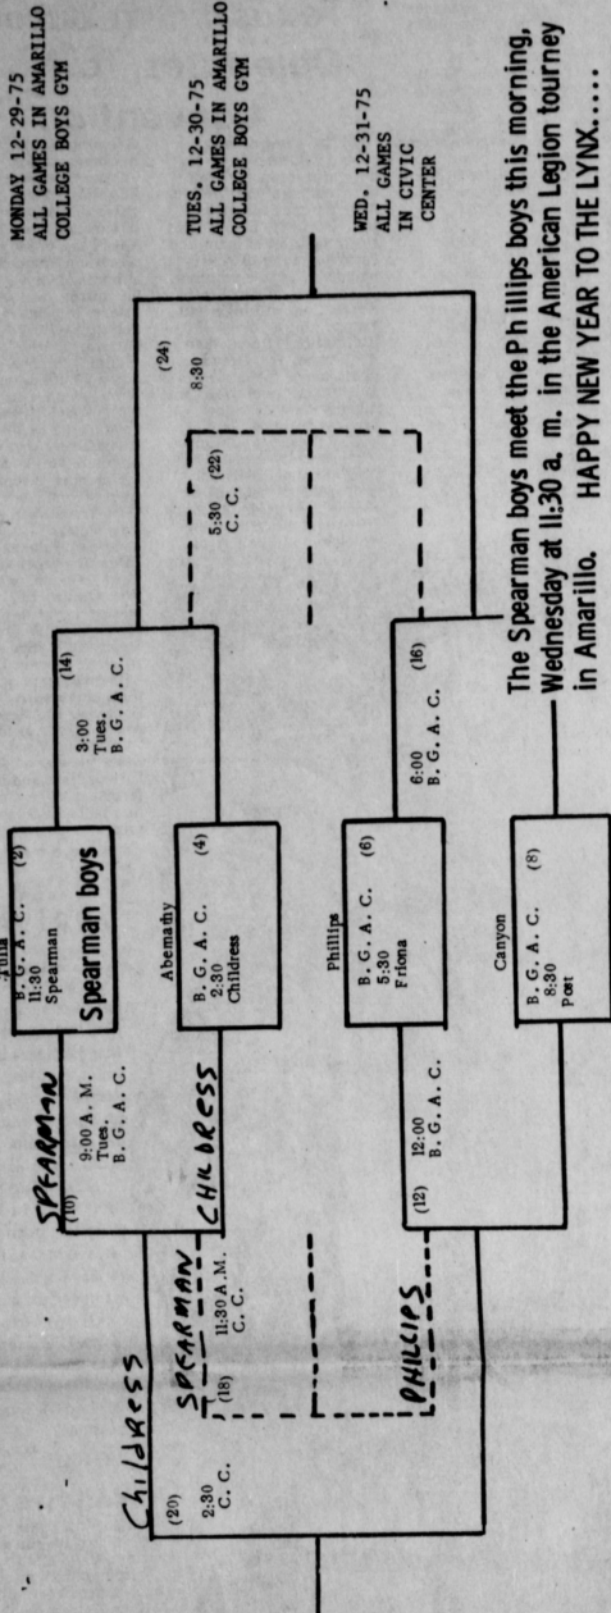 MONDAY 12-29-75
ALL GAMES IN AMARILLO
COLLEGE BOYS GYM
TUES. 12-30-75
ALL GAMES IN AMARILLO
COLLEGE BOYS GYM
WED. 12-31-75
ALL GAMES
IN CIVIC
CENTER
Tulia
B. G. A. C. (2)
11:30
Spearman
Spearman boys
Abernathy
B. G. A. C. (4)
2:30
Childress
Phillips
B. G. A. C. (6)
5:30
Friona
Canyon
B. G. A. C. (8)
8:30
Post
(14)
3:00
Tues.
B. G. A. C.
6:00 (16)
B. G. A. C.
5:30 (22)
C. C.
(24)
8:30
SPEARMAN
(10)
9:00 A. M.
Tues.
B. G. A. C.
CHILDRESS
(12) 12:00
B. G. A. C.
Childress
(20)
2:30
C. C.
SPEARMAN
(18) 11:30 A.M.
C. C.
PHILLIPS
The Spearman boys meet the Phillips boys this morning,
Wednesday at 11:30 a. m. in the American Legion tourney
in Amarillo. HAPPY NEW YEAR TO THE LYNX.....